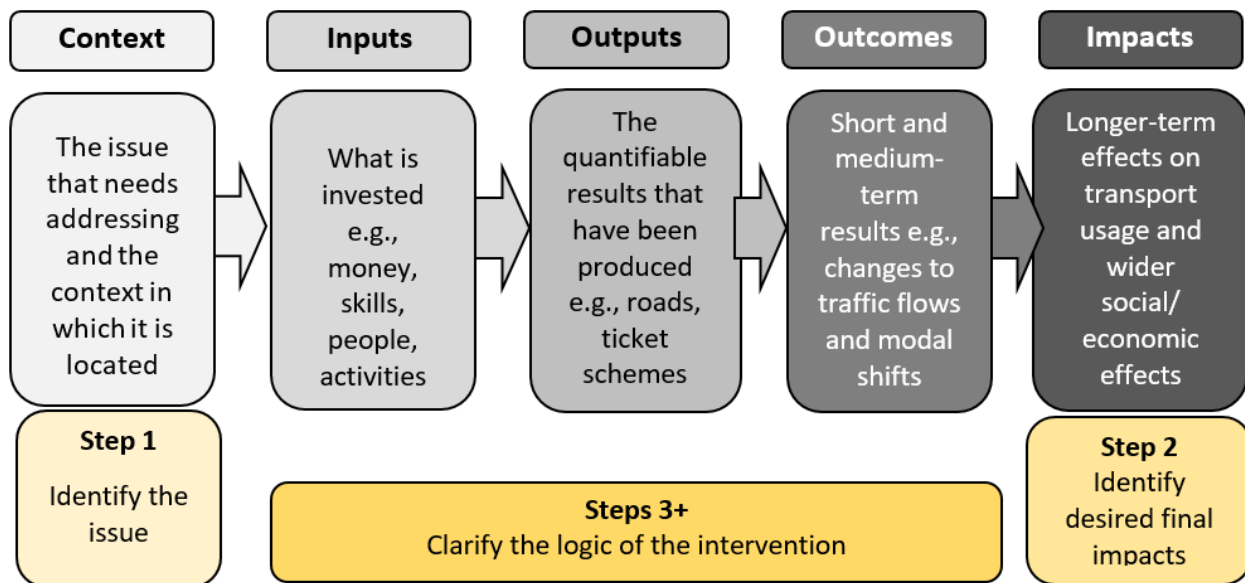 Context
Inputs
Outputs
Outcomes
Impacts
The issue
that needs
addressing
and the
context in
which it is
located
What is
invested
e.g.,
money,
skills,
people,
activities
The
quantifiable
results that
have been
produced
e.g., roads,
ticket
schemes
Short and
medium-
term
results e.g.,
changes to
traffic flows
and modal
shifts
Longer-term
effects on
transport
usage and
wider
social/
economic
effects
Step 1
Identify the
issue
Steps 3+
Clarify the logic of the intervention
Step 2
Identify
desired final
impacts